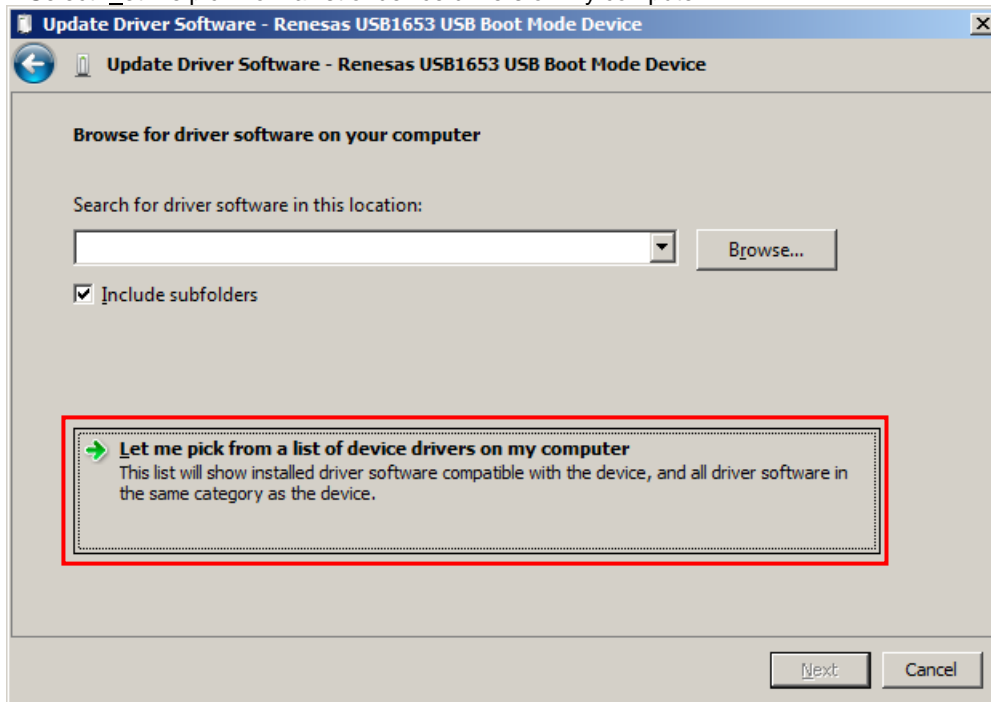 Update Driver Software - Renesas USB1653 USB Boot Mode Device
Update Driver Software - Renesas USB1653 USB Boot Mode Device
Browse for driver software on your computer
Search for driver software in this location:
Browse...
Include subfolders
Let me pick from a list of device drivers on my computer
This list will show installed driver software compatible with the device, and all driver software in
the same category as the device.
Next Cancel